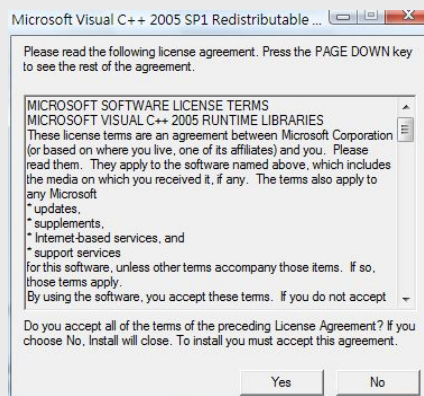 Microsoft Visual C++ 2005 SP1 Redistributable ...
Please read the following license agreement. Press the PAGE DOWN key
to see the rest of the agreement.
MICROSOFT SOFTWARE LICENSE TERMS
MICROSOFT VISUAL C++ 2005 RUNTIME LIBRARIES
These license terms are an agreement between Microsoft Corporation
(or based on where you live, one of its affiliates) and you. Please
read them. They apply to the software named above, which includes
the media on which you received it, if any. The terms also apply to
any Microsoft
* updates,
* supplements,
* Internet-based services, and
* support services
for this software, unless other terms accompany those items. If so,
those terms apply.
By using the software, you accept these terms. If you do not accept
Do you accept all of the terms of the preceding License Agreement? If you
choose No, Install will close. To install you must accept this agreement.
Yes
No